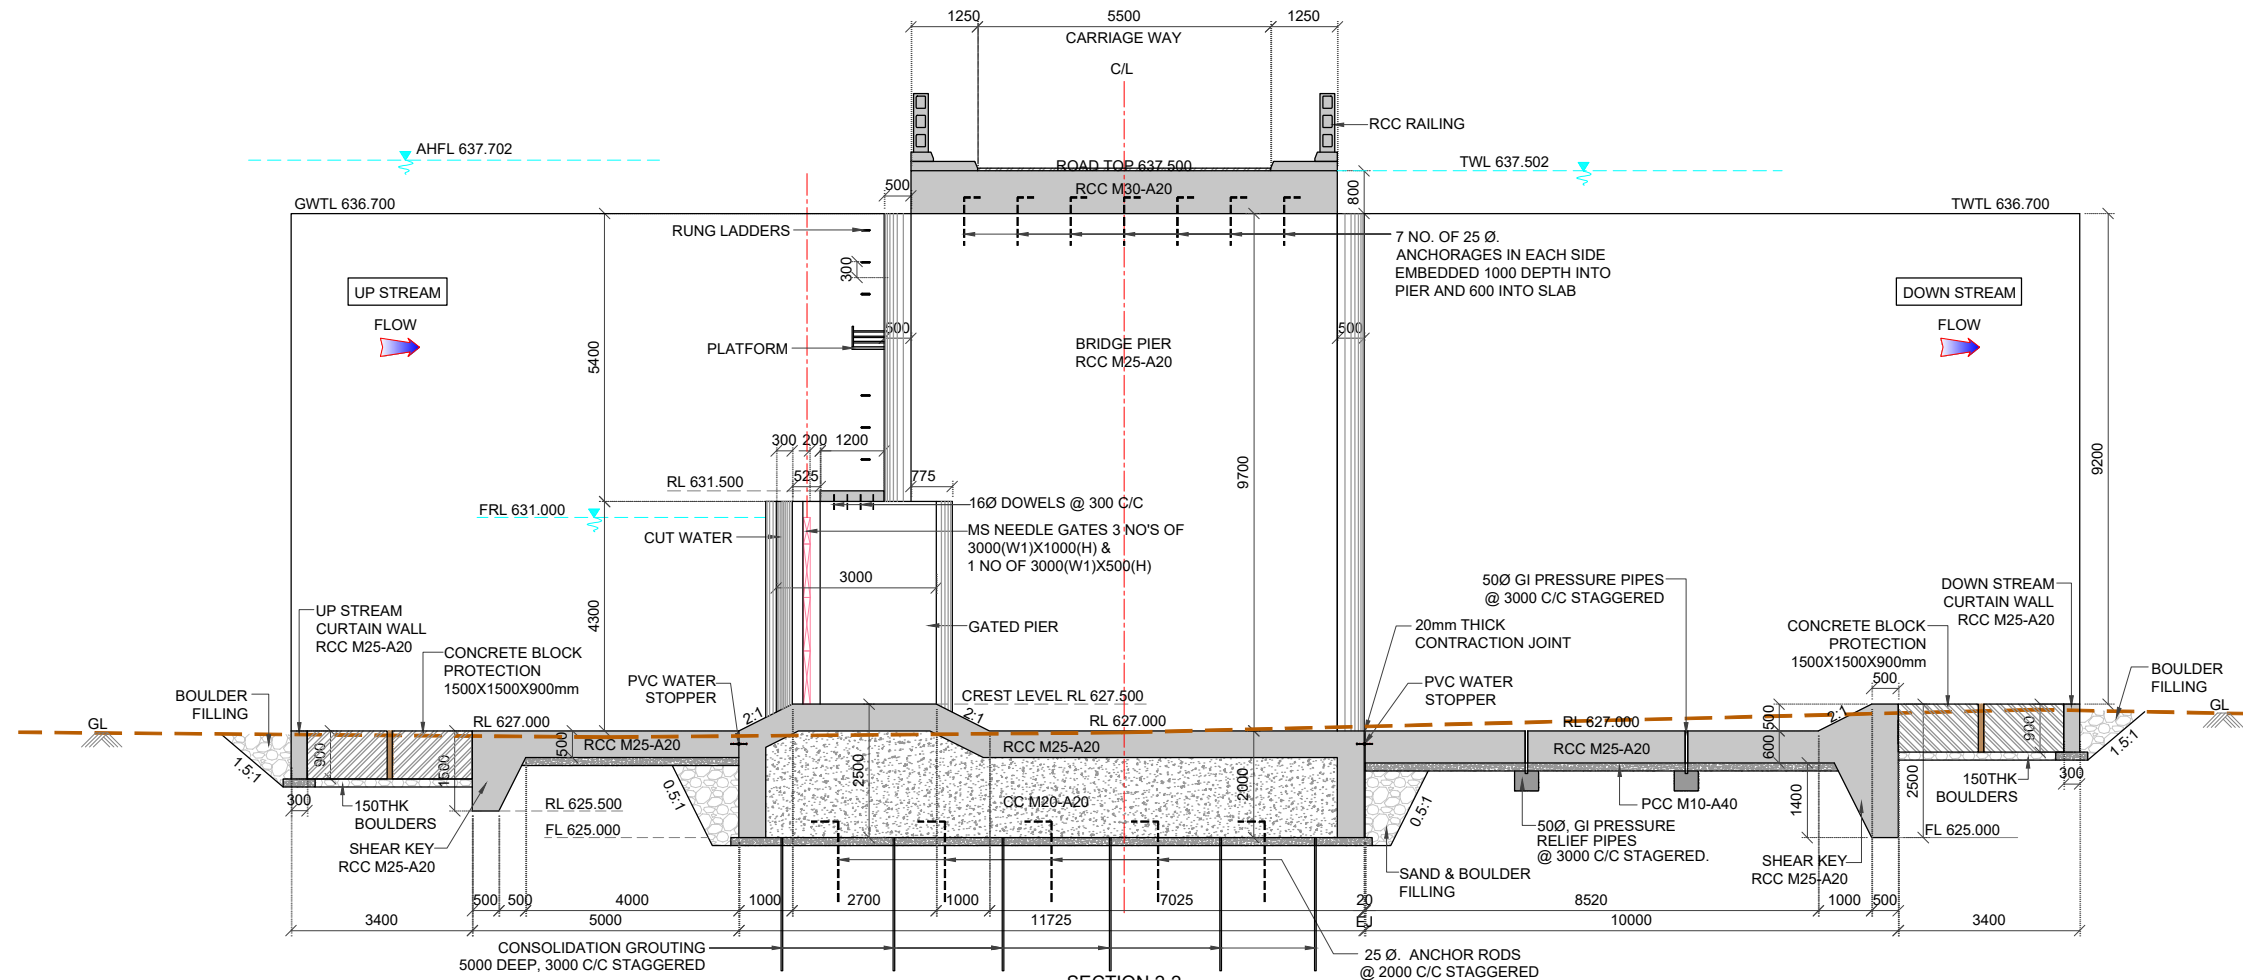 1250
5500
1250
CARRIAGE WAY
C/L
RCC RAILING
AHFL 637.702
TWL 637.502
ROAD TOP 637.500
RCC M30-A20
500
800
GWTL 636.700
TWTL 636.700
RUNG LADDERS
300
7 NO. OF 25 Ø.
ANCHORAGES IN EACH SIDE
EMBEDDED 1000 DEPTH INTO
PIER AND 600 INTO SLAB
UP STREAM
FLOW
DOWN STREAM
FLOW
500
500
PLATFORM
BRIDGE PIER
RCC M25-A20
5400
9700
9200
300
200
1200
525
775
RL 631.500
FRL 631.000
16Ø DOWELS @ 300 C/C
CUT WATER
MS NEEDLE GATES 3 NO'S OF
3000(W1)X1000(H) &
1 NO OF 3000(W1)X500(H)
3000
4300
GATED PIER
50Ø GI PRESSURE PIPES
@ 3000 C/C STAGGERED
DOWN STREAM
CURTAIN WALL
RCC M25-A20
UP STREAM
CURTAIN WALL
RCC M25-A20
20mm THICK
CONTRACTION JOINT
CONCRETE BLOCK
PROTECTION
1500X1500X900mm
CONCRETE BLOCK
PROTECTION
1500X1500X900mm
BOULDER
FILLING
PVC WATER
STOPPER
CREST LEVEL RL 627.500
PVC WATER
STOPPER
500
BOULDER
FILLING
GL
RL 627.000
2:1
2:1
RL 627.000
RL 627.000
2:1
500
GL
900
500
RCC M25-A20
RCC M25-A20
RCC M25-A20
600
900
1.5:1
1500
2500
2000
2500
1.5:1
300
150THK
BOULDERS
RL 625.500
0.5:1
CC M20-A20
0.5:1
PCC M10-A40
1400
150THK
BOULDERS
300
FL 625.000
50Ø, GI PRESSURE
RELIEF PIPES
@ 3000 C/C STAGERED.
FL 625.000
SHEAR KEY
RCC M25-A20
SAND & BOULDER
FILLING
SHEAR KEY
RCC M25-A20
500
500
4000
1000
2700
1000
7025
20
8520
1000
500
3400
5000
11725
EJ
10000
3400
CONSOLIDATION GROUTING
5000 DEEP, 3000 C/C STAGGERED
25 Ø. ANCHOR RODS
@ 2000 C/C STAGGERED
SECTION 2-2